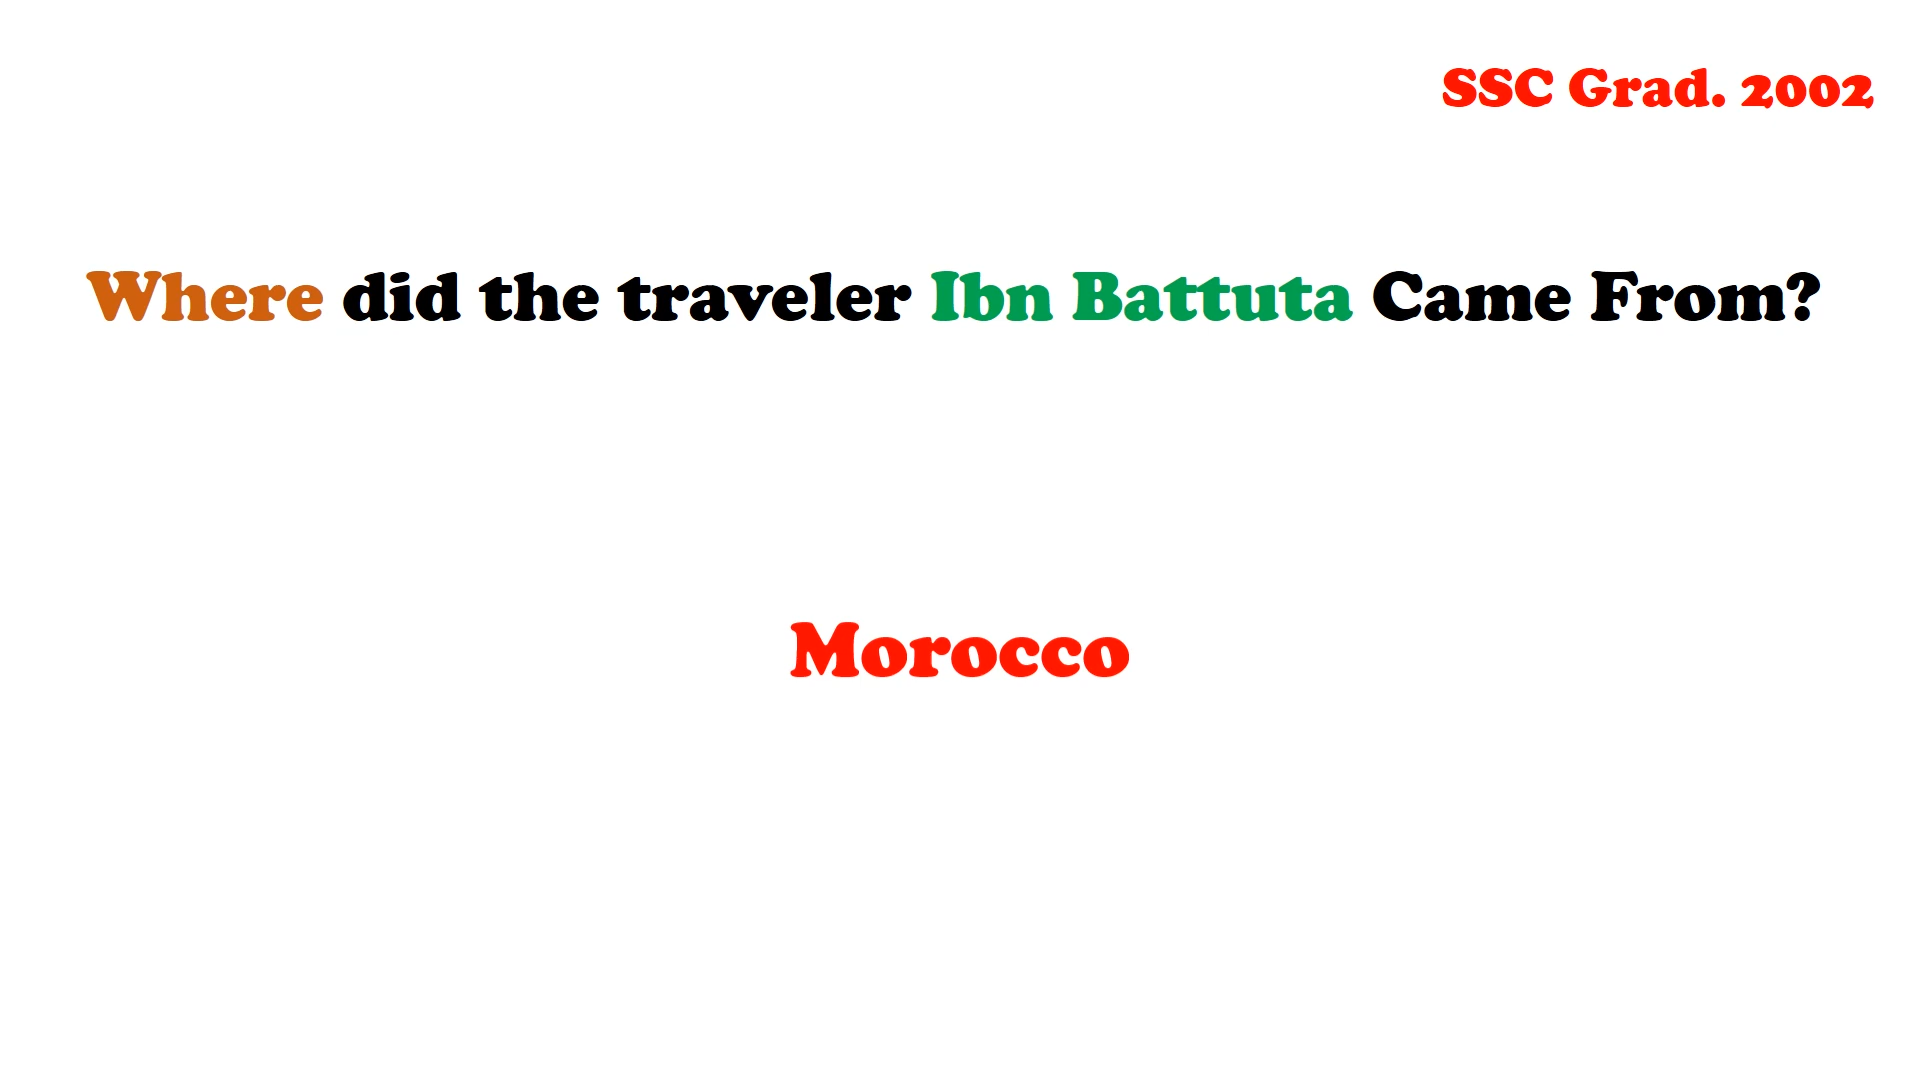 SSC Grad. 2002
Where did the traveler Ibn Battuta Came From?
Morocco